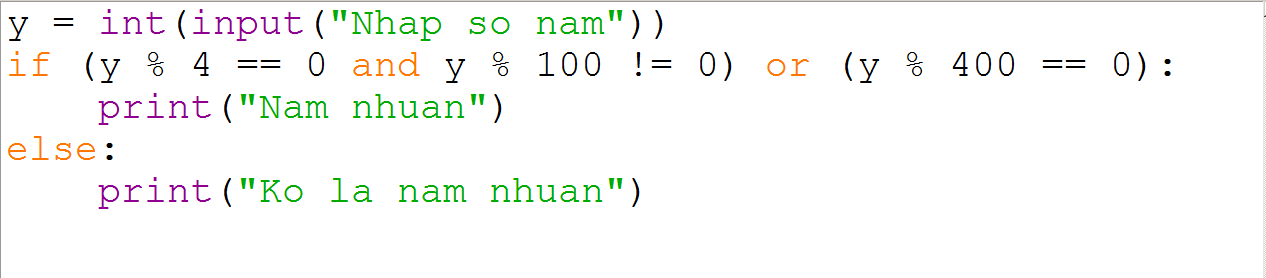 y = int(input("Nhap so nam"))
if (y % 4 == 0 and y % 100 != 0) or (y % 400 == 0):
    print("Nam nhuan")
else:
    print("Ko la nam nhuan")